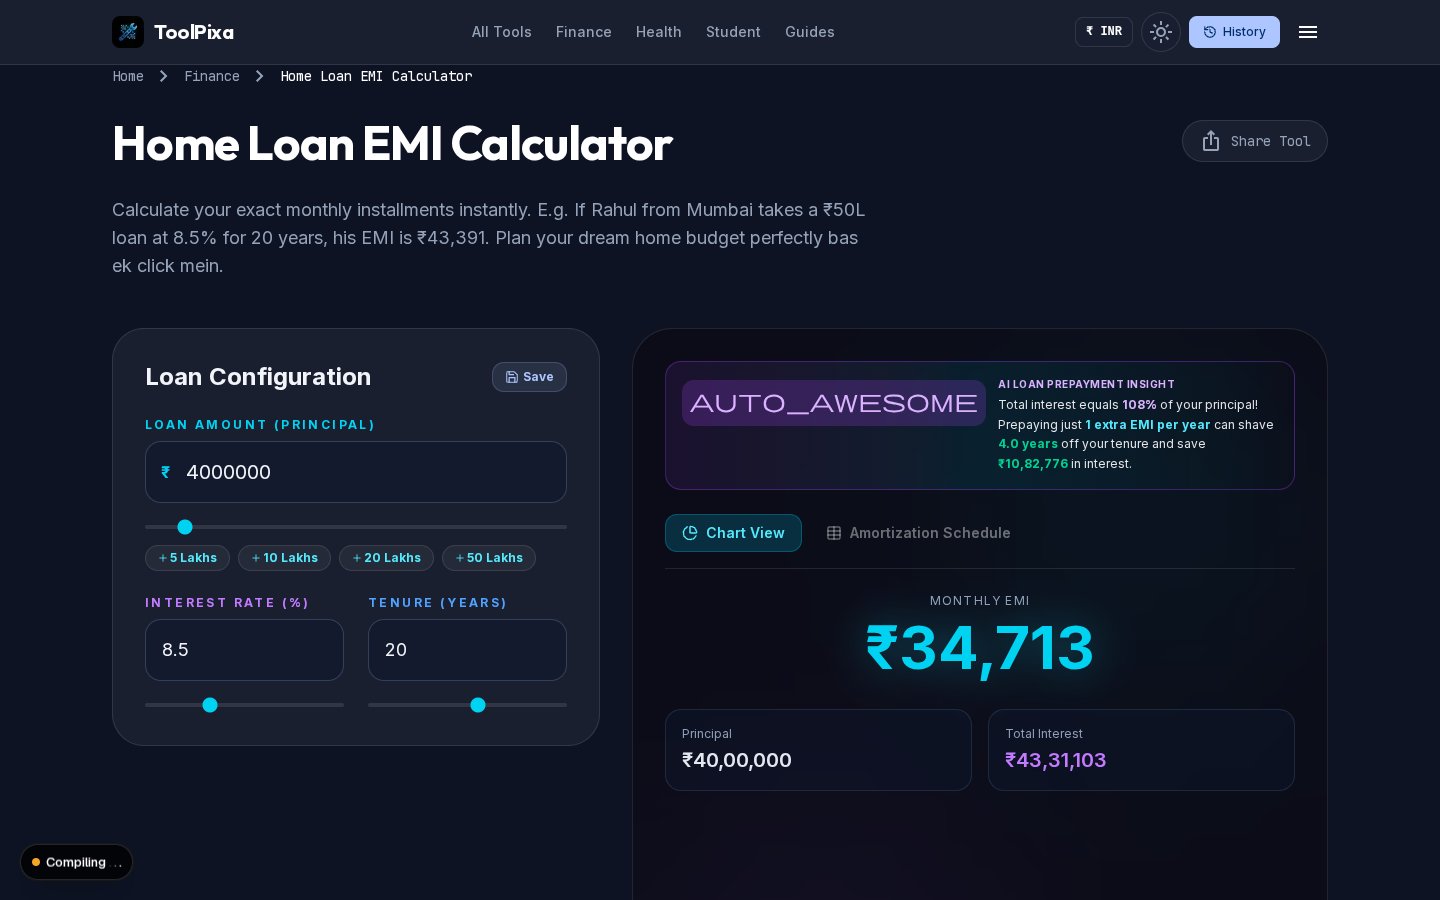 ToolPixa
All Tools
Finance
Health
Student
Guides
₹ INR
History
Home
Finance
Home Loan EMI Calculator
Home Loan EMI Calculator
Share Tool
Calculate your exact monthly installments instantly. E.g. If Rahul from Mumbai takes a ₹50L
loan at 8.5% for 20 years, his EMI is ₹43,391. Plan your dream home budget perfectly bas
ek click mein.
Loan Configuration
Save
LOAN AMOUNT (PRINCIPAL)
₹ 4000000
+ 5 Lakhs
+ 10 Lakhs
+ 20 Lakhs
+ 50 Lakhs
INTEREST RATE (%)
8.5
TENURE (YEARS)
20
AUTO_AWESOME
AI LOAN PREPAYMENT INSIGHT
Total interest equals 108% of your principal!
Prepaying just 1 extra EMI per year can shave
4.0 years off your tenure and save
₹10,82,776 in interest.
Chart View
Amortization Schedule
MONTHLY EMI
₹34,713
Principal
₹40,00,000
Total Interest
₹43,31,103
Compiling ...